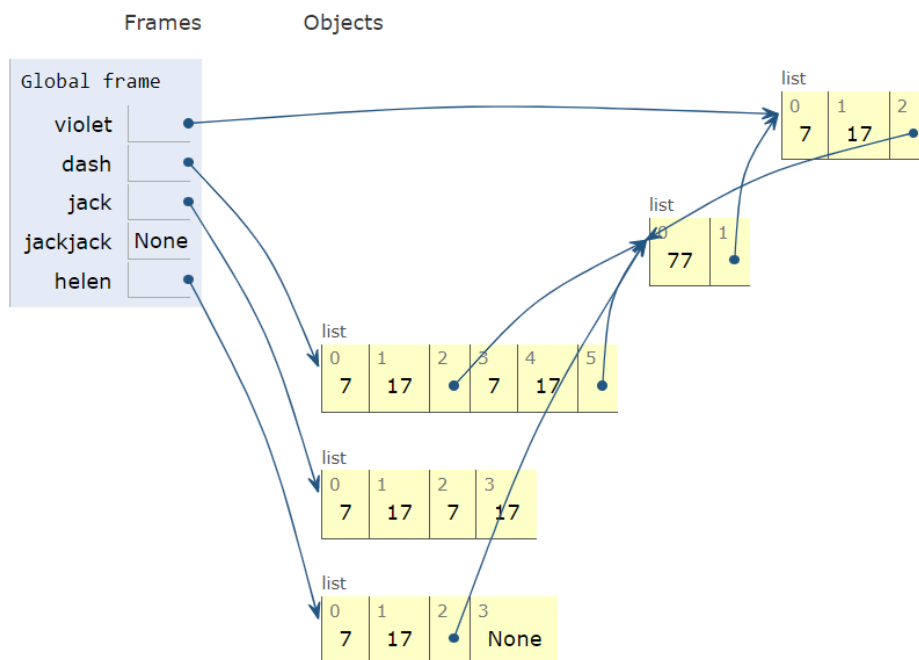 Frames Objects
Global frame
list
0 1 2
violet
7 17
dash
list
jack
0 1
jackjack None
77
helen
list
0 1 2 3 4 5
7 17 7 17
list
0 1 2 3
7 17 7 17
list
0 1 2 3
7 17 None